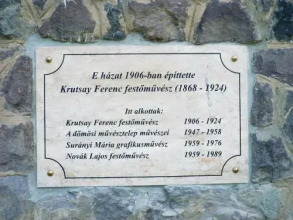 E házat 1906-ban építtette
Krutsay Ferenc festőművész (1868 - 1924)
Itt alkottak:
Krutsay Ferenc festőművész 1906 - 1924
A dömösi művésztelep művészei 1947 - 1958
Surányi Mária grafikusművész 1959 - 1976
Novák Lajos festőművész 1959 - 1989